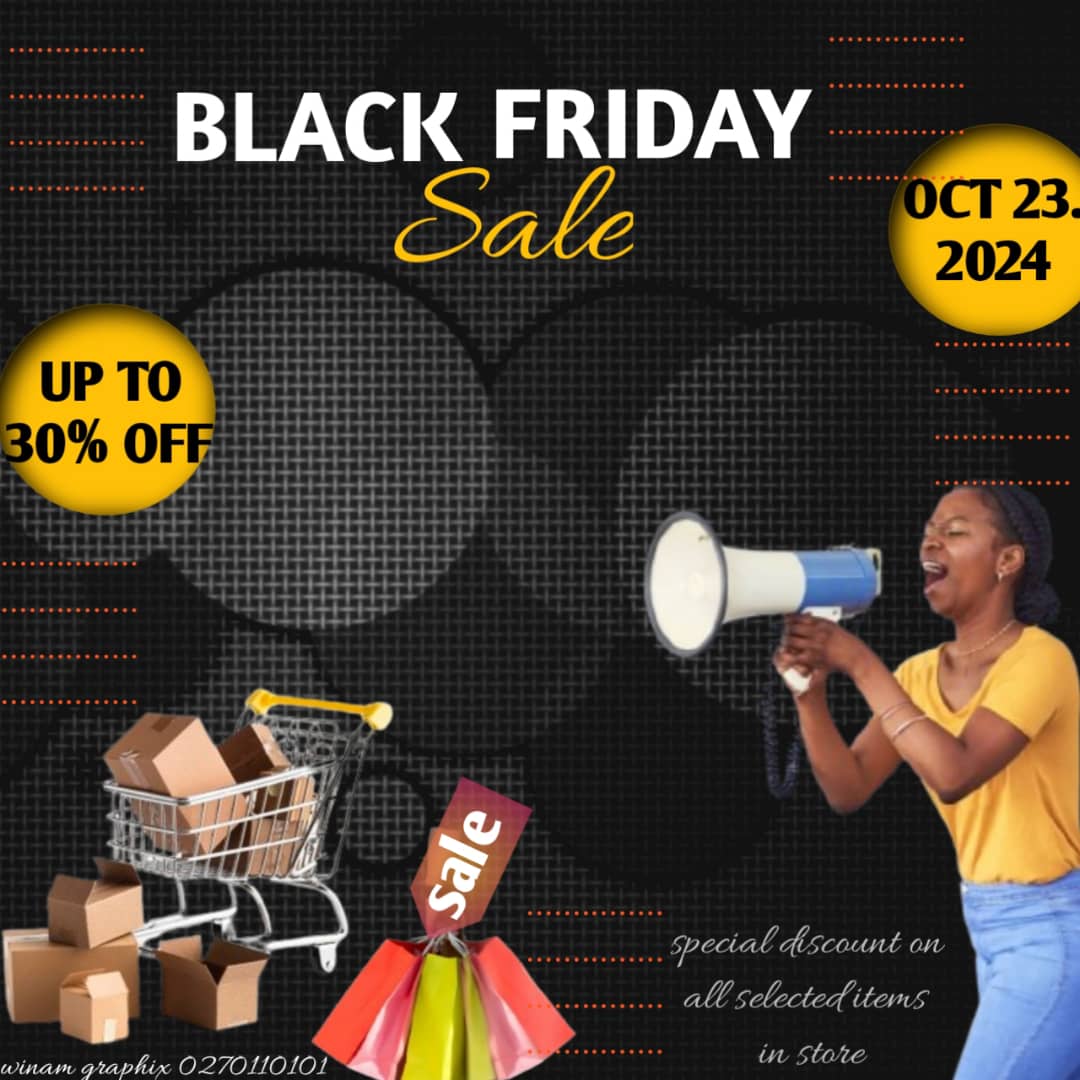 BLACK FRIDAY
Sale
OCT 23.
2024
UP TO
30% OFF
sale
special discount on
all selected items
in store
winam graphix 0270110101